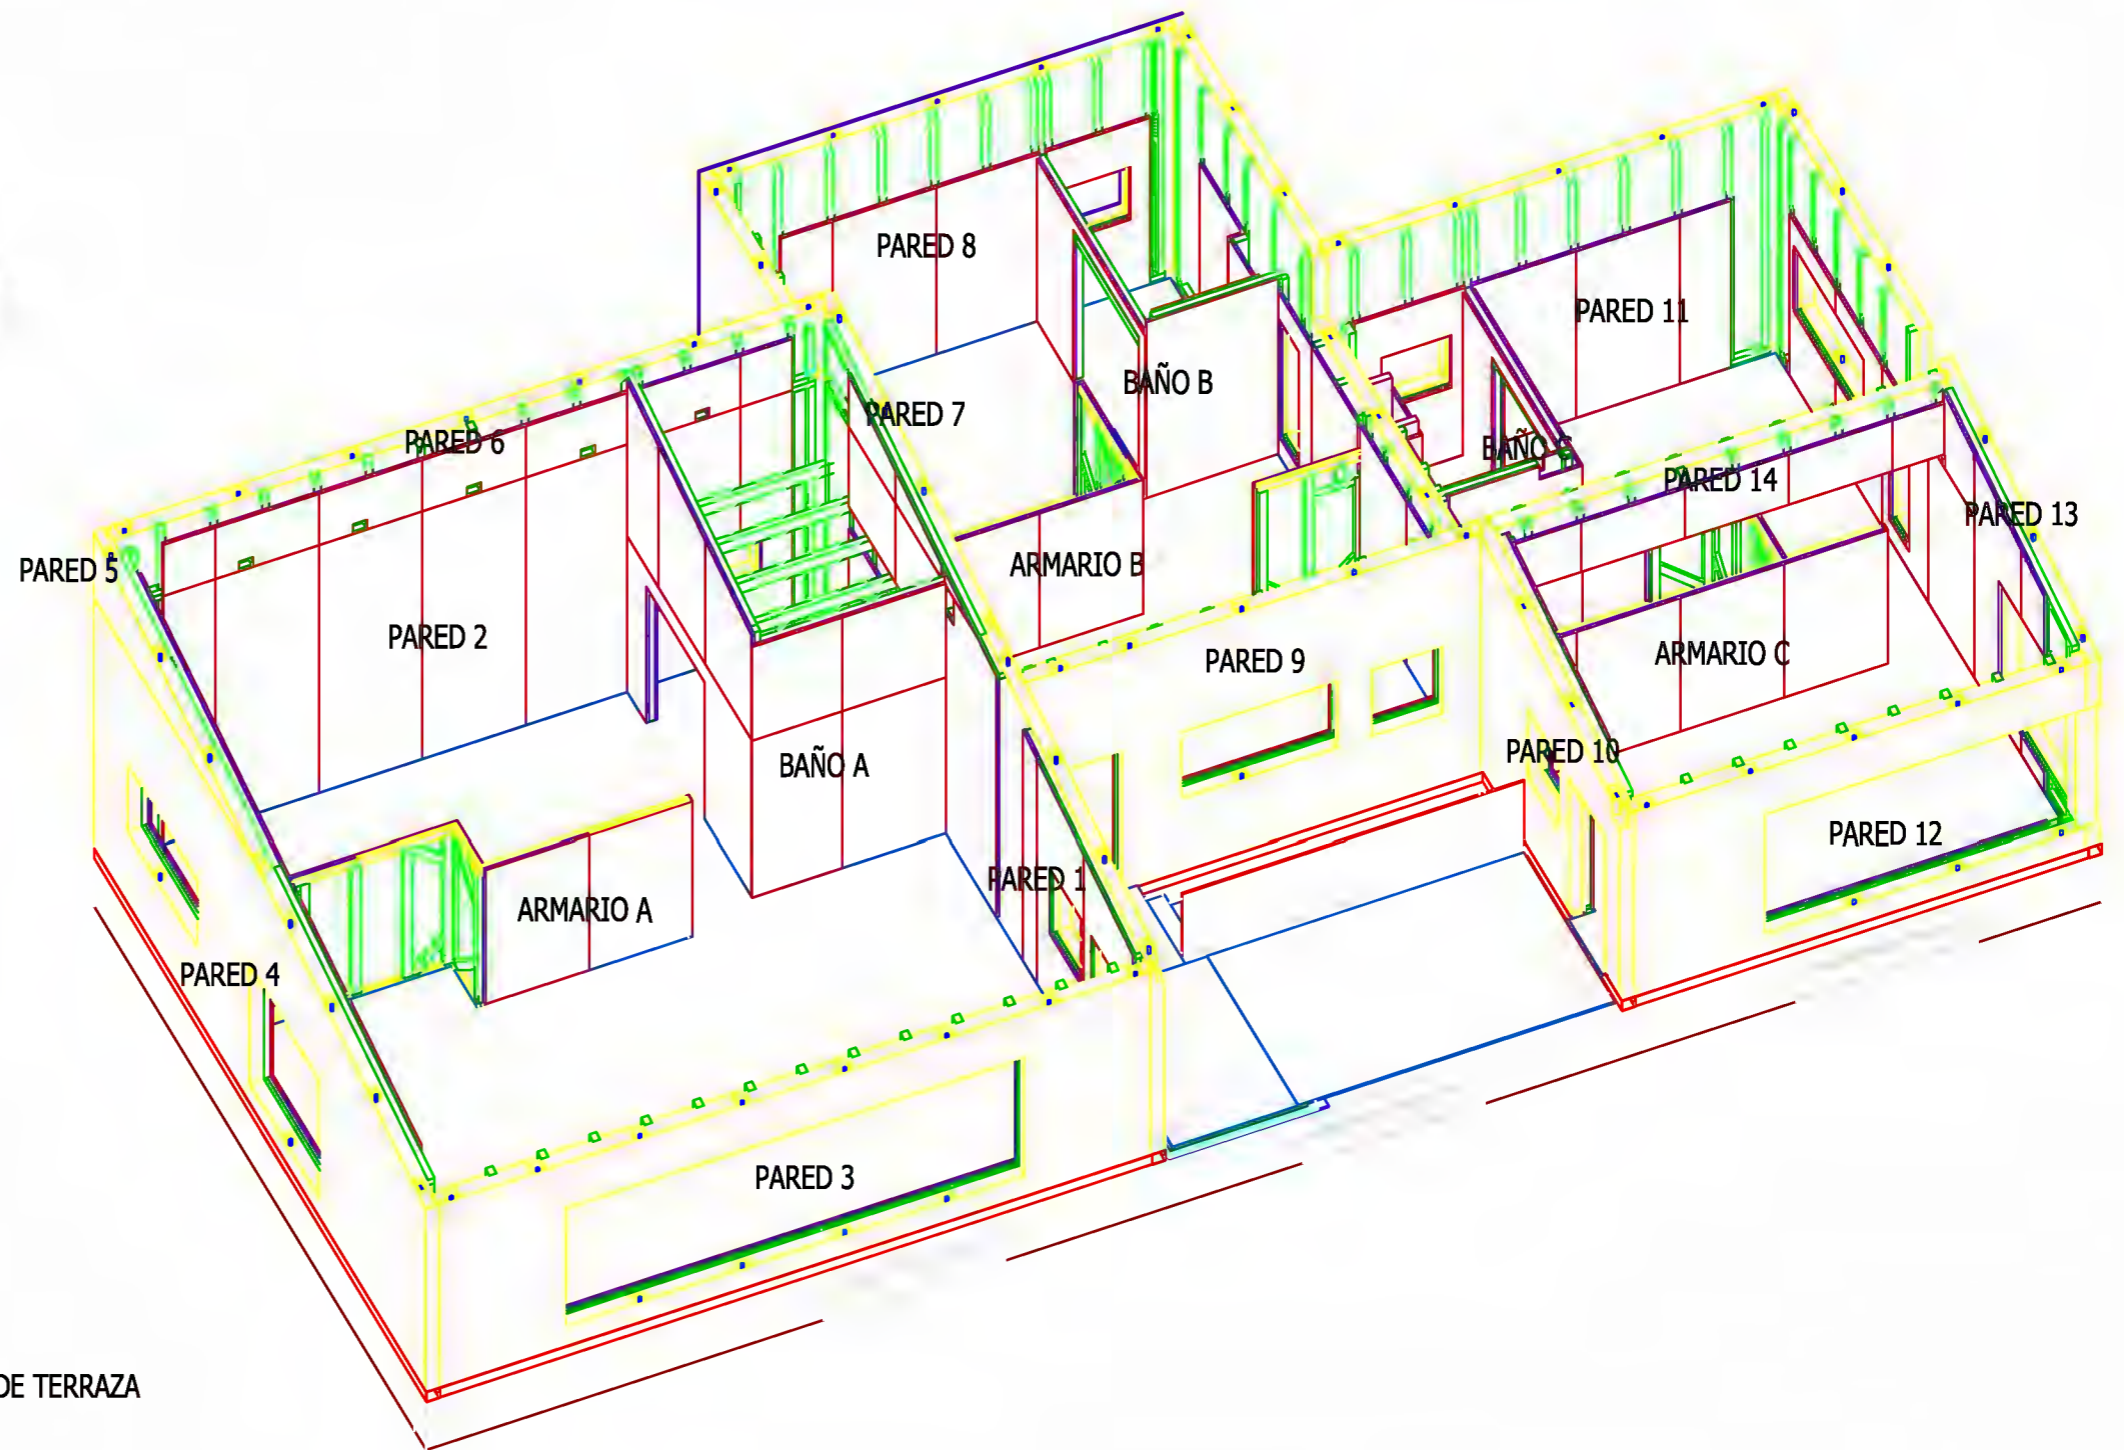 PARED 8
PARED 11
BAÑO B
PARED 7
PARED 6
BAÑO C
PARED 14
PARED 13
PARED 5
ARMARIO B
PARED 2
PARED 9
ARMARIO C
PARED 10
BAÑO A
PARED 12
PARED 1
ARMARIO A
PARED 4
PARED 3
DE TERRAZA